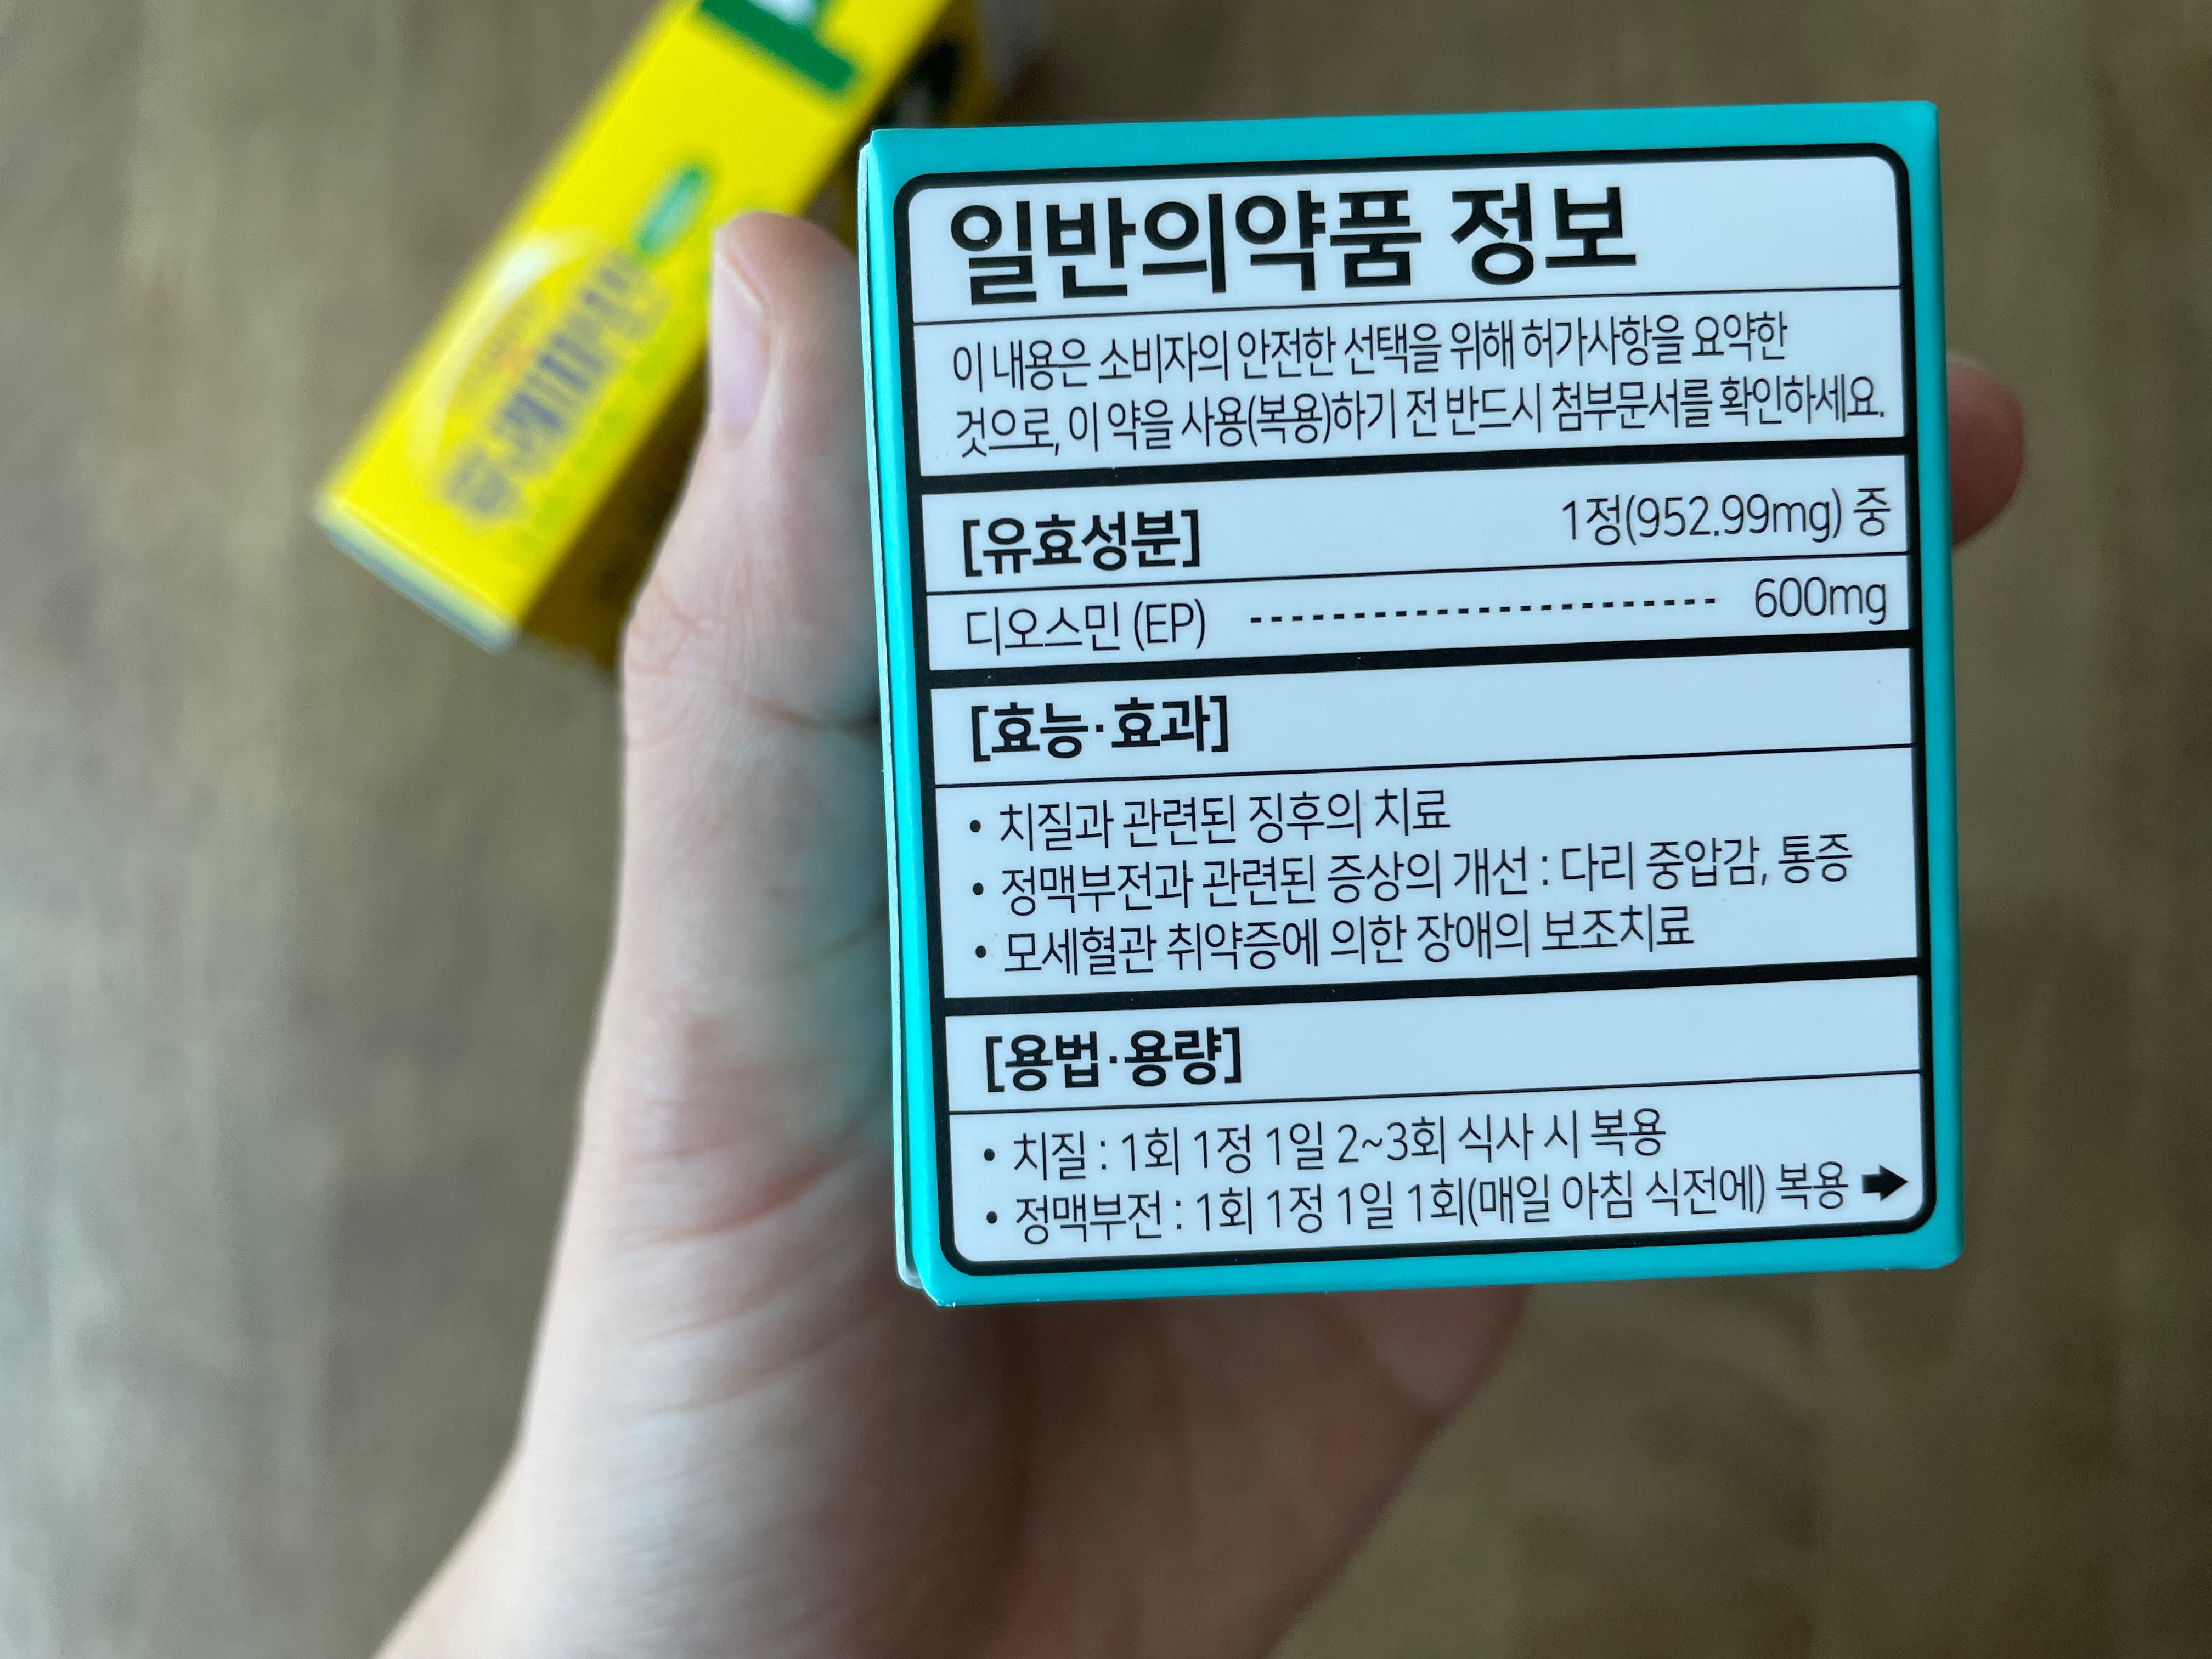 일반의약품 정보
이 내용은 소비자의 안전한 선택을 위해 허가사항을 요약한
것으로, 이 약을 사용(복용)하기 전 반드시 첨부문서를 확인하세요.
[유효성분] 1정(952.99mg) 중
디오스민 (EP) ----------------------- 600mg
[효능·효과]
• 치질과 관련된 징후의 치료
• 정맥부전과 관련된 증상의 개선 : 다리 중압감, 통증
• 모세혈관 취약증에 의한 장애의 보조치료
[용법·용량]
• 치질 : 1회 1정 1일 2~3회 식사 시 복용
• 정맥부전 : 1회 1정 1일 1회(매일 아침 식전에) 복용